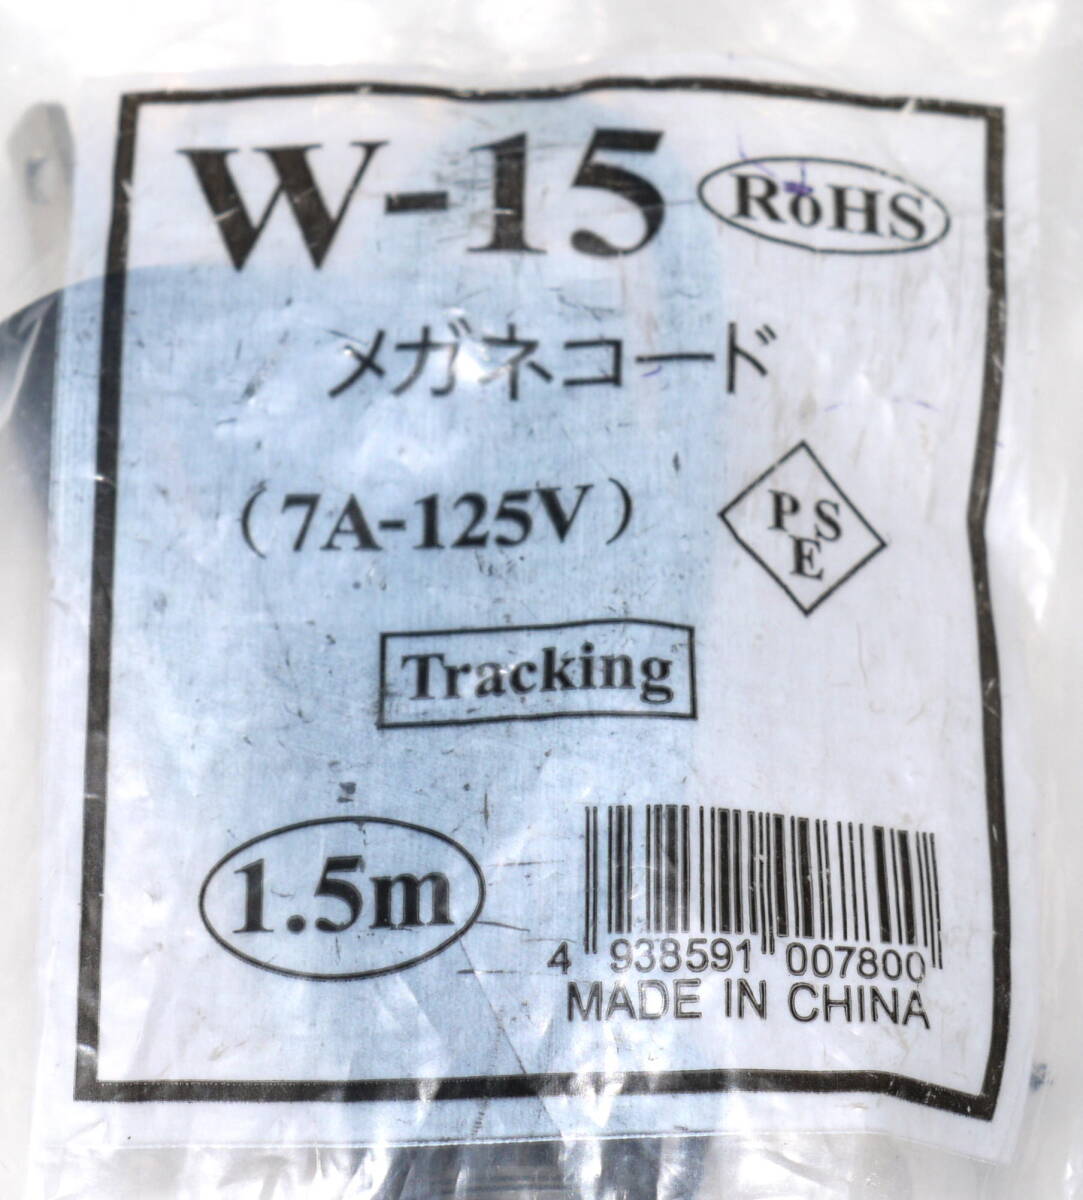 W-15 RoHS
メガネコード
(7A-125V)
PSE
Tracking
1.5m
4 938591 007800
MADE IN CHINA